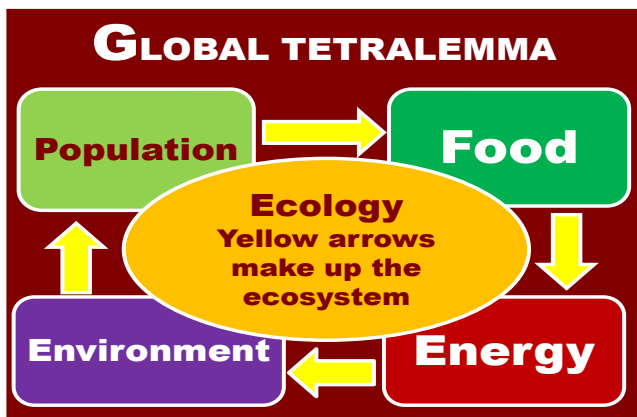 GLOBAL TETRALEMMA
Population
Food
Ecology
Yellow arrows
make up the
ecosystem
Environment
Energy